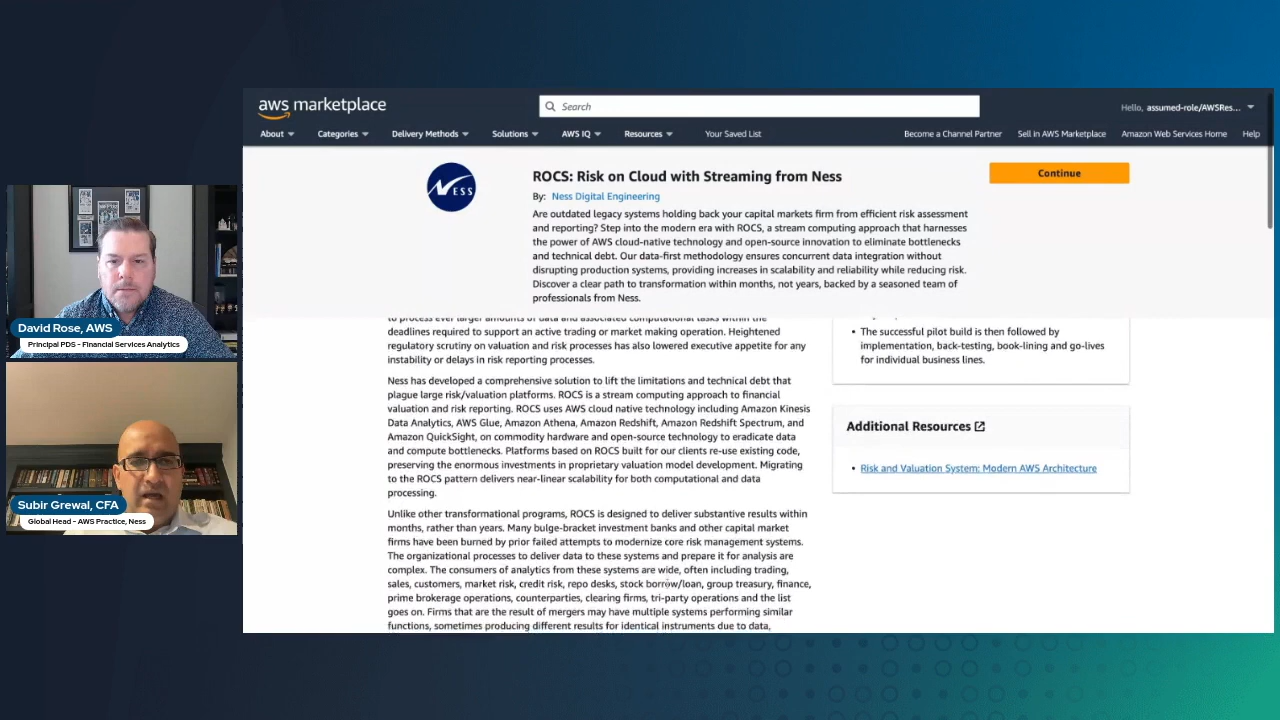 aws marketplace
Search
Hello, assumed-role/AWSRes...
About
Categories
Delivery Methods
Solutions
AWS IQ
Resources
Your Saved List
Become a Channel Partner
Sell in AWS Marketplace
Amazon Web Services Home
Help
NESS
ROCS: Risk on Cloud with Streaming from Ness
By: Ness Digital Engineering
Are outdated legacy systems holding back your capital markets firm from efficient risk assessment
and reporting? Step into the modern era with ROCS, a stream computing approach that harnesses
the power of AWS cloud-native technology and open-source innovation to eliminate bottlenecks
and technical debt. Our data-first methodology ensures concurrent data integration without
disrupting production systems, providing increases in scalability and reliability while reducing risk.
Discover a clear path to transformation within months, not years, backed by a seasoned team of
professionals from Ness.
Continue
to process ever larger amounts of data and associated computational tasks within the
deadlines required to support an active trading or market making operation. Heightened
regulatory scrutiny on valuation and risk processes has also lowered executive appetite for any
instability or delays in risk reporting processes.
Ness has developed a comprehensive solution to lift the limitations and technical debt that
plague large risk/valuation platforms. ROCS is a stream computing approach to financial
valuation and risk reporting. ROCS uses AWS cloud native technology including Amazon Kinesis
Data Analytics, AWS Glue, Amazon Athena, Amazon Redshift, Amazon Redshift Spectrum, and
Amazon QuickSight, on commodity hardware and open-source technology to eradicate data
and compute bottlenecks. Platforms based on ROCS built for our clients re-use existing code,
preserving the enormous investments in proprietary valuation model development. Migrating
to the ROCS pattern delivers near-linear scalability for both computational and data
processing.
Unlike other transformational programs, ROCS is designed to deliver substantive results within
months, rather than years. Many bulge-bracket investment banks and other capital market
firms have been burned by prior failed attempts to modernize core risk management systems.
The organizational processes to deliver data to these systems and prepare it for analysis are
complex. The consumers of analytics from these systems are wide, often including trading,
sales, customers, market risk, credit risk, repo desks, stock borrow/loan, group treasury, finance,
prime brokerage operations, counterparties, clearing firms, tri-party operations and the list
goes on. Firms that are the result of mergers may have multiple systems performing similar
functions, sometimes producing different results for identical instruments due to data,
• The successful pilot build is then followed by
implementation, back-testing, book-lining and go-lives
for individual business lines.
Additional Resources
• Risk and Valuation System: Modern AWS Architecture
David Rose, AWS
Principal PDS – Financial Services Analytics
Subir Grewal, CFA
Global Head – AWS Practice, Ness